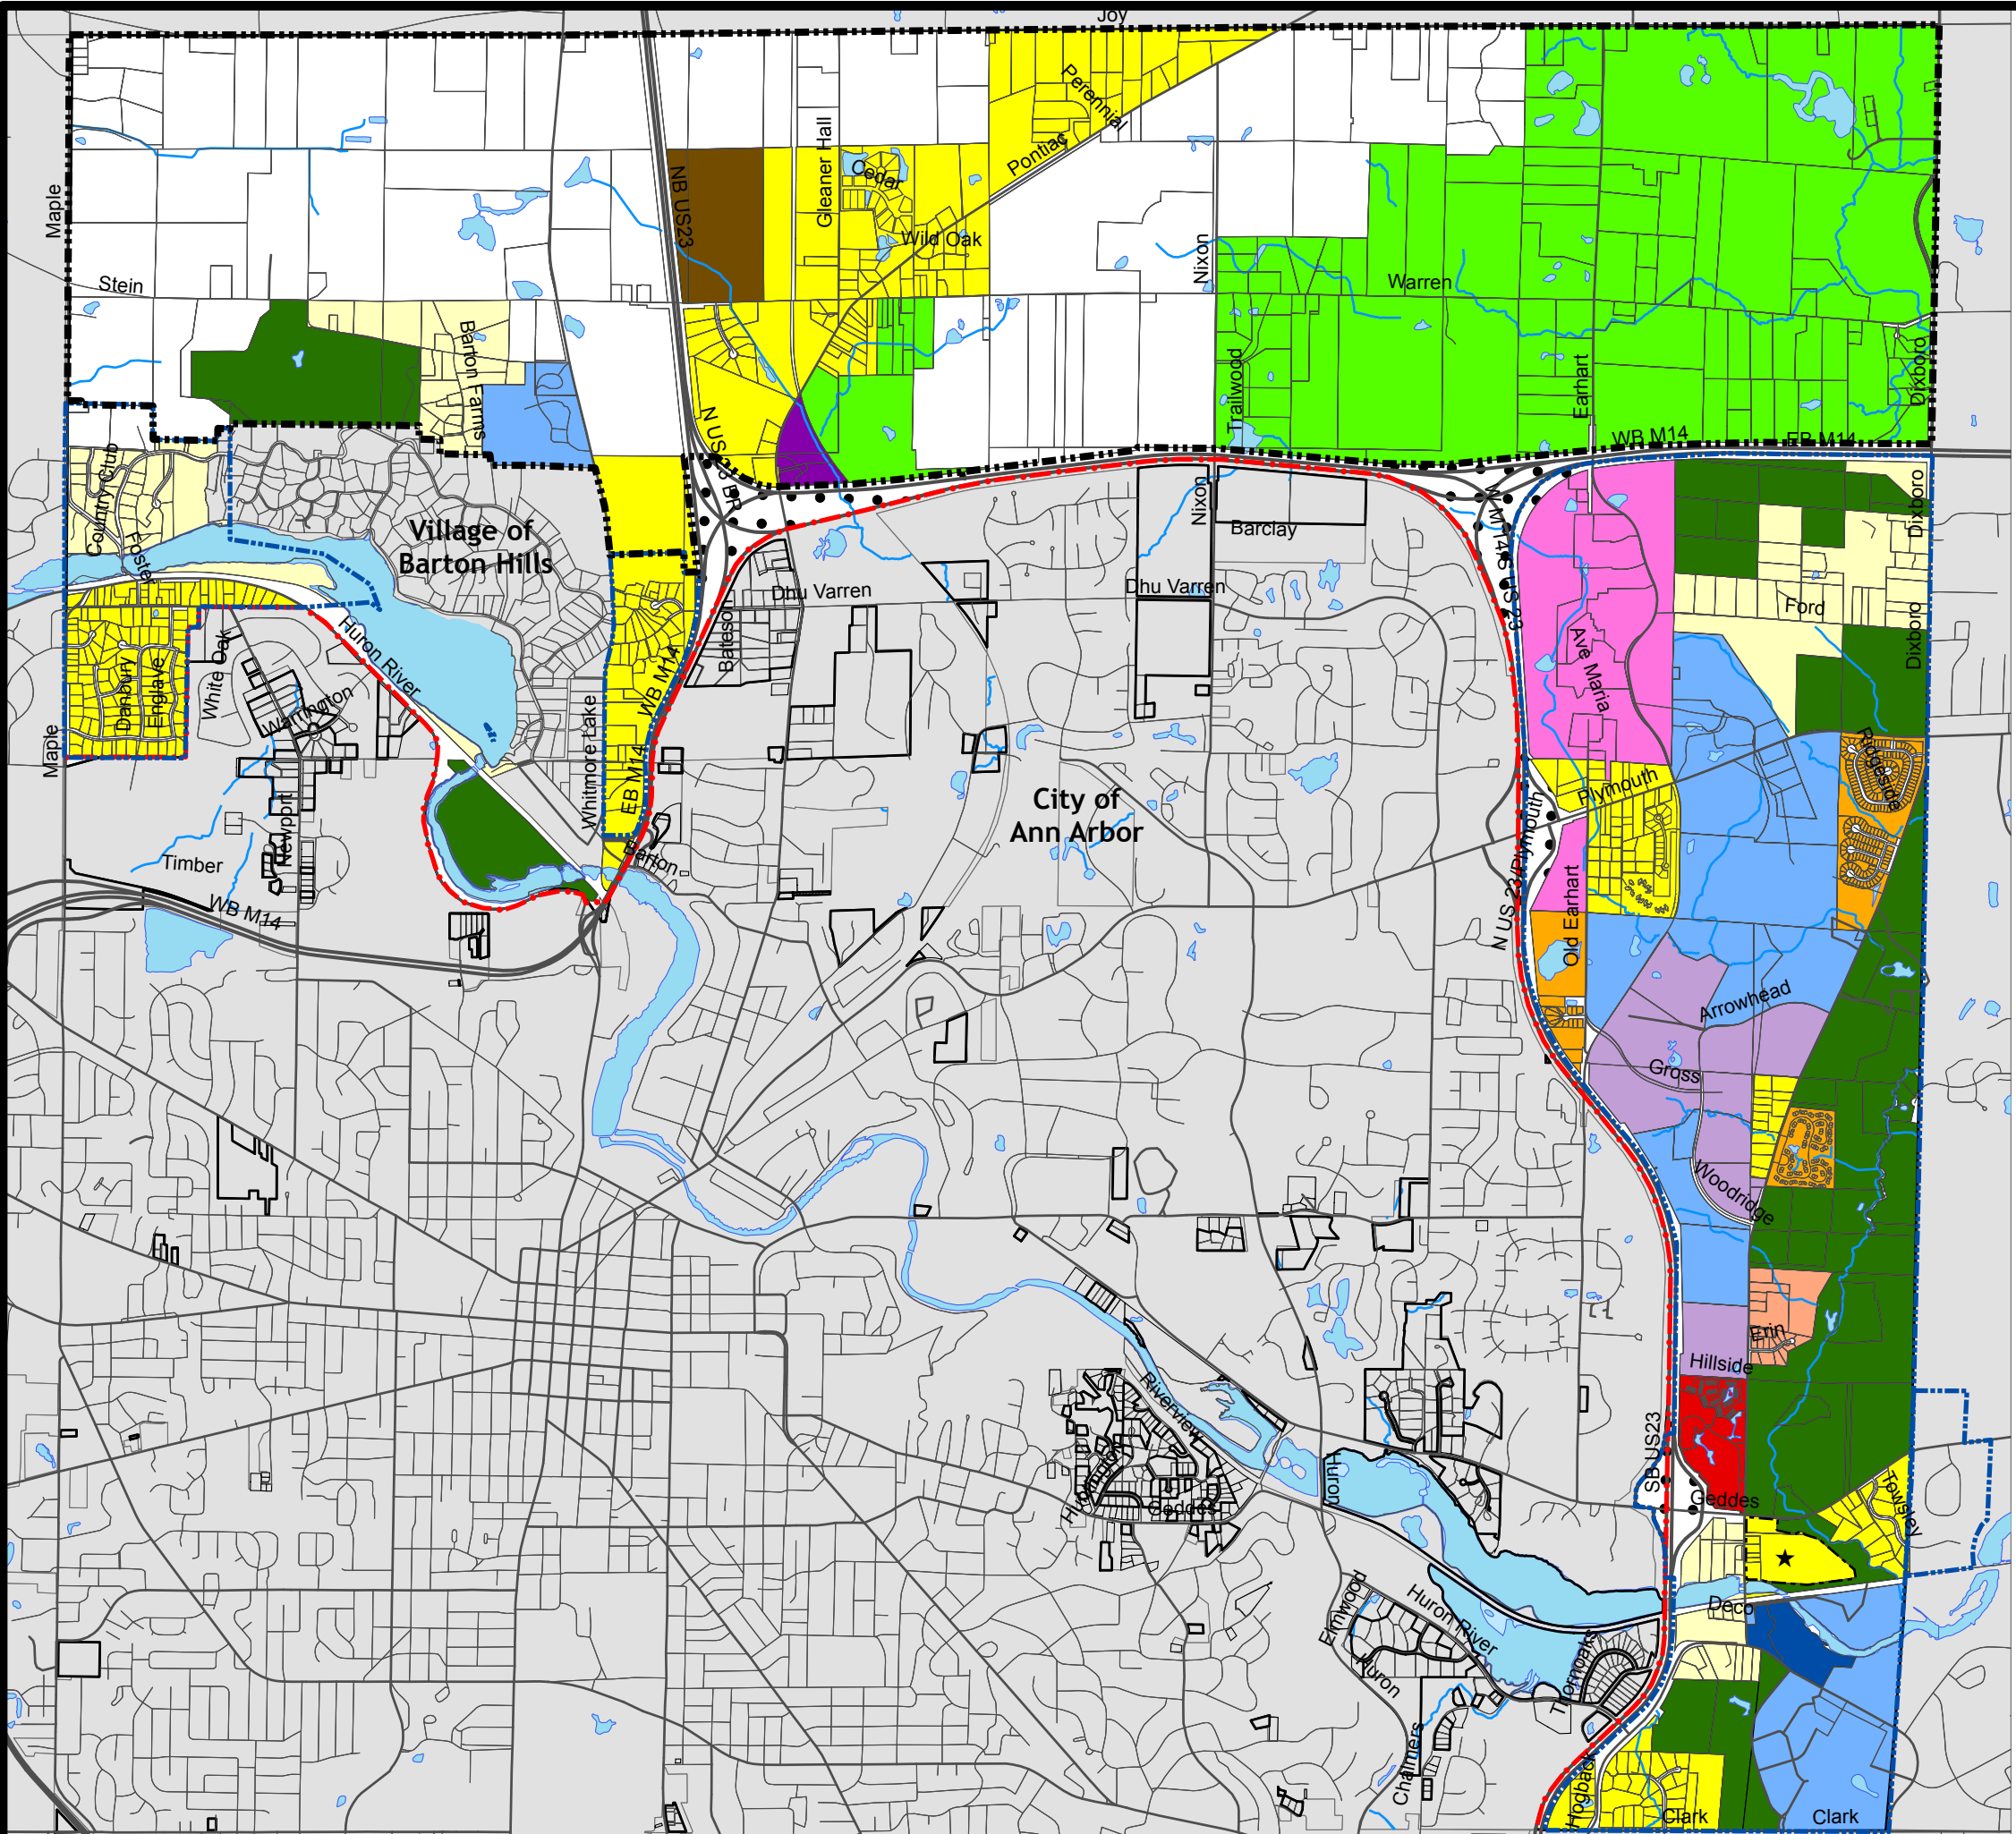 Joy
Perennial
Pontiac
Gleaner Hall
Cedar
NB US23
Maple
Wild Oak
Nixon
Stein
Warren
Barton Farms
Trailwood
Earhart
Dixboro
N US 23 BR
WB M14
EB M14
Country Club
Foster
Village of
Barton Hills
Nixon
Barclay
W M14
S US 23
Dixboro
Dhu Varren
Dhu Varren
Ford
Bateson
Huron River
White Oak
Danbury
Englave
Warrington
Maple
WB M14
Whitmore Lake
EB M14
Ave Maria
Dixboro
Ridgeside
Plymouth
City of
Ann Arbor
N US 23/Plymouth
Newport
Timber
Barton
WB M14
Old Earhart
Arrowhead
Gross
Woodridge
Erin
Hillside
Riverview
Huntington
Geddes
Huron
SB US23
Geddes
Towsley
Deco
Elmwood
Huron River
Huron
Thornoaks
Chalmers
Hogback
Clark
Clark